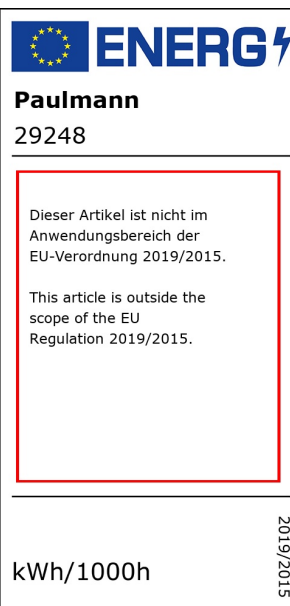 ENERG
Paulmann
29248
Dieser Artikel ist nicht im
Anwendungsbereich der
EU-Verordnung 2019/2015.
This article is outside the
scope of the EU
Regulation 2019/2015.
kWh/1000h
2019/2015